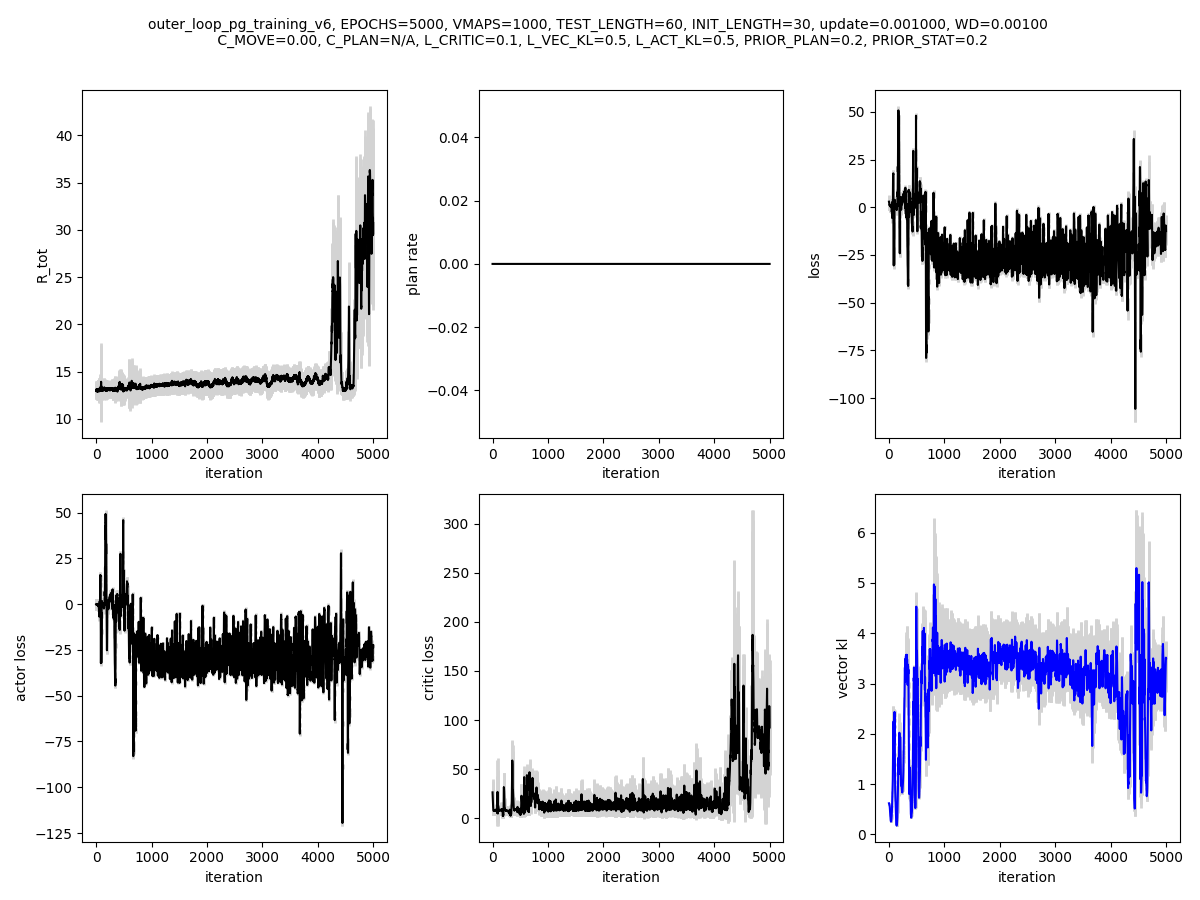 outer_loop_pg_training_v6, EPOCHS=5000, VMAPS=1000, TEST_LENGTH=60, INIT_LENGTH=30, update=0.001000, WD=0.00100
C_MOVE=0.00, C_PLAN=N/A, L_CRITIC=0.1, L_VEC_KL=0.5, L_ACT_KL=0.5, PRIOR_PLAN=0.2, PRIOR_STAT=0.2
R_tot
40
35
30
25
20
15
10
0 1000 2000 3000 4000 5000
iteration
plan rate
0.04
0.02
0.00
−0.02
−0.04
0 1000 2000 3000 4000 5000
iteration
loss
50
25
0
−25
−50
−75
−100
0 1000 2000 3000 4000 5000
iteration
actor loss
50
25
0
−25
−50
−75
−100
−125
0 1000 2000 3000 4000 5000
iteration
critic loss
300
250
200
150
100
50
0
0 1000 2000 3000 4000 5000
iteration
vector kl
6
5
4
3
2
1
0
0 1000 2000 3000 4000 5000
iteration